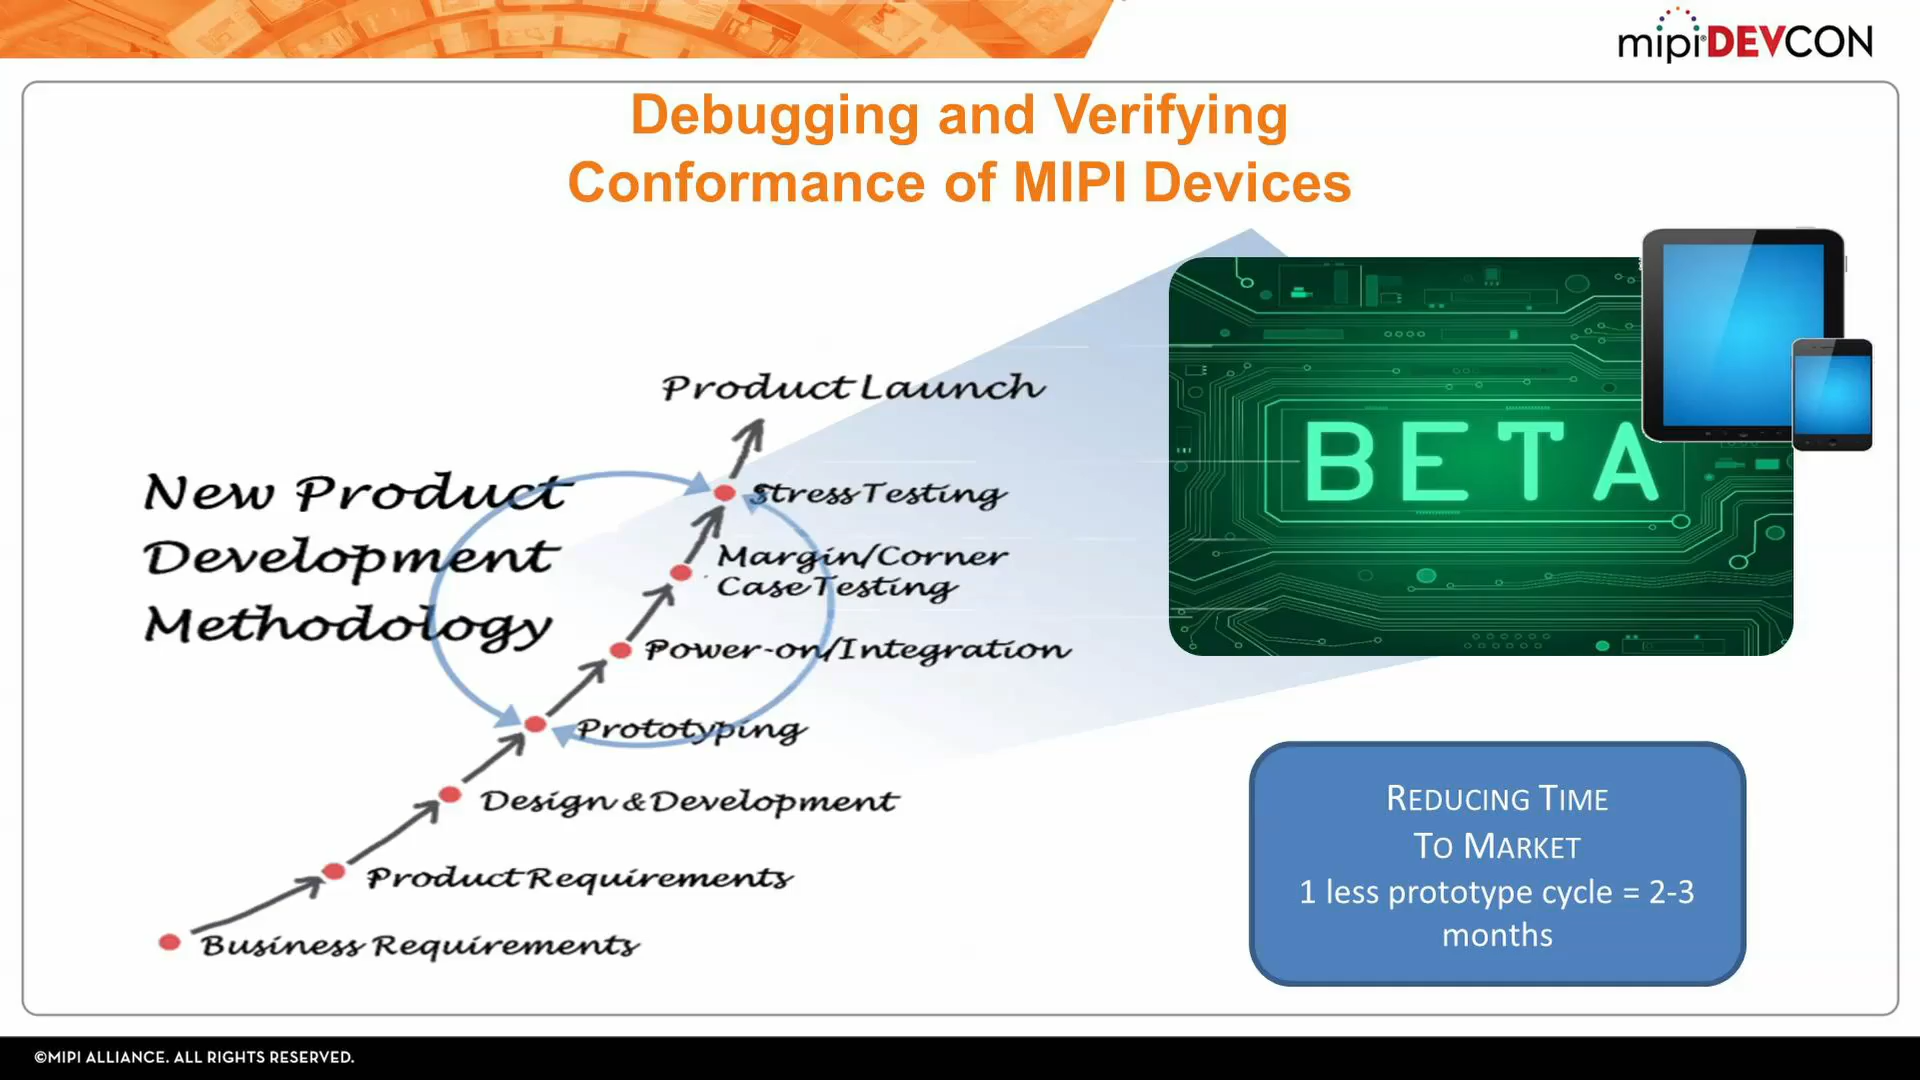 mipi DEVCON
Debugging and Verifying
Conformance of MIPI Devices
Product Launch
New Product
Development
Methodology
Stress Testing
Margin/Corner
Case Testing
Power-on/Integration
Prototyping
Design & Development
Product Requirements
Business Requirements
BETA
REDUCING TIME
TO MARKET
1 less prototype cycle = 2-3
months
©MIPI ALLIANCE. ALL RIGHTS RESERVED.